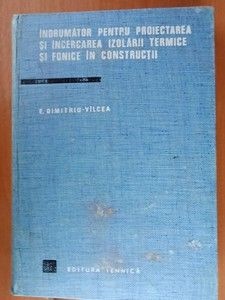 ÎNDRUMĂTOR PENTRU PROIECTAREA
ȘI ÎNCERCAREA IZOLĂRII TERMICE
ȘI FONICE ÎN CONSTRUCȚII
E. DIMITRIU-VÎLCEA
EDITURA TEHNICĂ